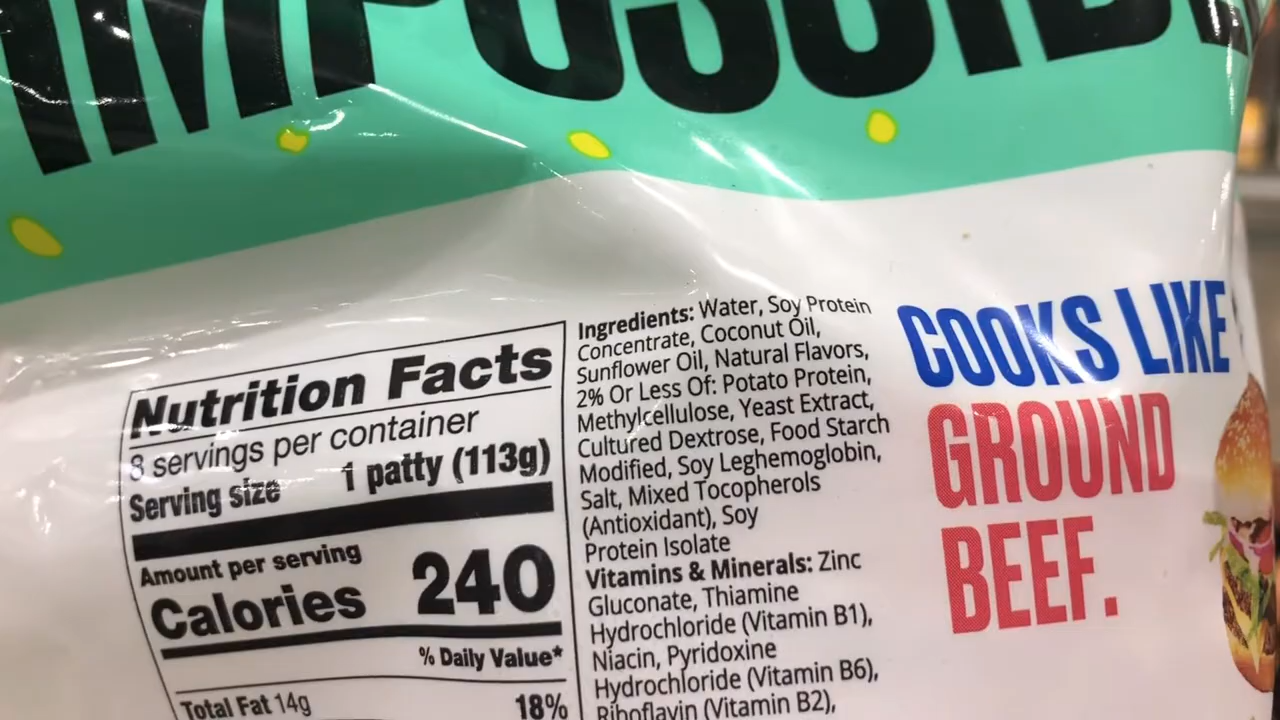 IMPOSSIBL
Nutrition Facts
8 servings per container
Serving size 1 patty (113g)
Amount per serving
Calories 240
% Daily Value*
Total Fat 14g 18%
Ingredients: Water, Soy Protein
Concentrate, Coconut Oil,
Sunflower Oil, Natural Flavors,
2% Or Less Of: Potato Protein,
Methylcellulose, Yeast Extract,
Cultured Dextrose, Food Starch
Modified, Soy Leghemoglobin,
Salt, Mixed Tocopherols
(Antioxidant), Soy
Protein Isolate
Vitamins & Minerals: Zinc
Gluconate, Thiamine
Hydrochloride (Vitamin B1),
Niacin, Pyridoxine
Hydrochloride (Vitamin B6),
Riboflavin (Vitamin B2),
COOKS LIKE
GROUND
BEEF.